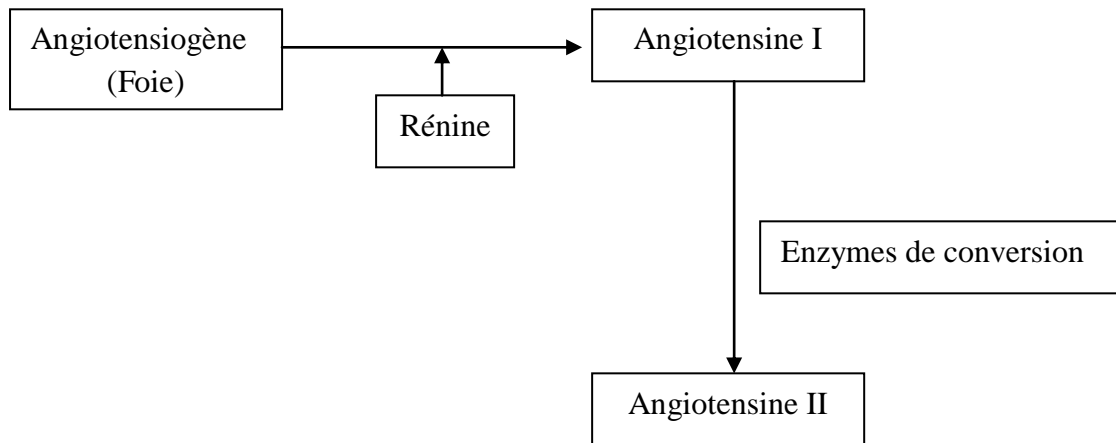 Angiotensiogène
(Foie)
Angiotensine I
Rénine
Enzymes de conversion
Angiotensine II